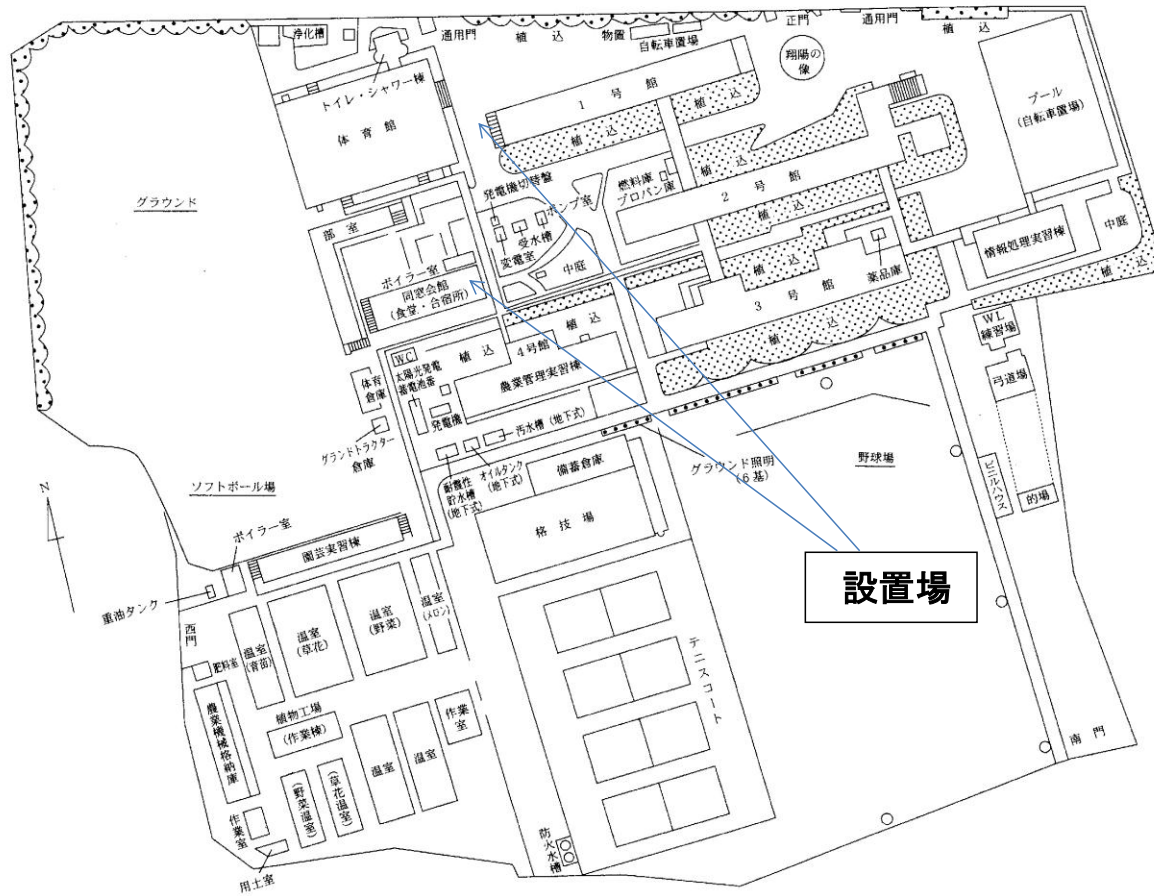 浄化槽
通用門
植込
物置
自転車置場
正門
通用門
植込
翔陽の
像
トイレ・シャワー棟
体育館
1号館
植込
プール
(自転車置場)
グラウンド
発電機切替盤
ポンプ室
受水槽
変電室
燃料庫
プロパン庫
植込
2号館
植込
部室
中庭
ボイラー室
同窓会館
(食堂・合宿所)
植込
薬品庫
情報処理実習棟
中庭
植込
3号館
植込
WL
練習場
WC
植込
植込
4号館
太陽光発電
蓄電池番
農業管理実習棟
体育
倉庫
弓道場
発電機
汚水槽(地下式)
グランドトラクター
倉庫
オイルタンク
(地下式)
耐震性
貯水槽
(地下式)
備蓄倉庫
グラウンド照明
(6基)
野球場
ソフトボール場
ビニルハウス
的場
ボイラー室
格技場
園芸実習棟
設置場
重油タンク
西門
温室
(育苗)
温室
(草花)
温室
(野菜)
温室
(メロン)
テニスコート
肥料室
農業機械格納庫
植物工場
(作業棟)
作業
室
温室
温室
南門
(野菜温室)
(草花温室)
作業室
用土室
防火水槽
N